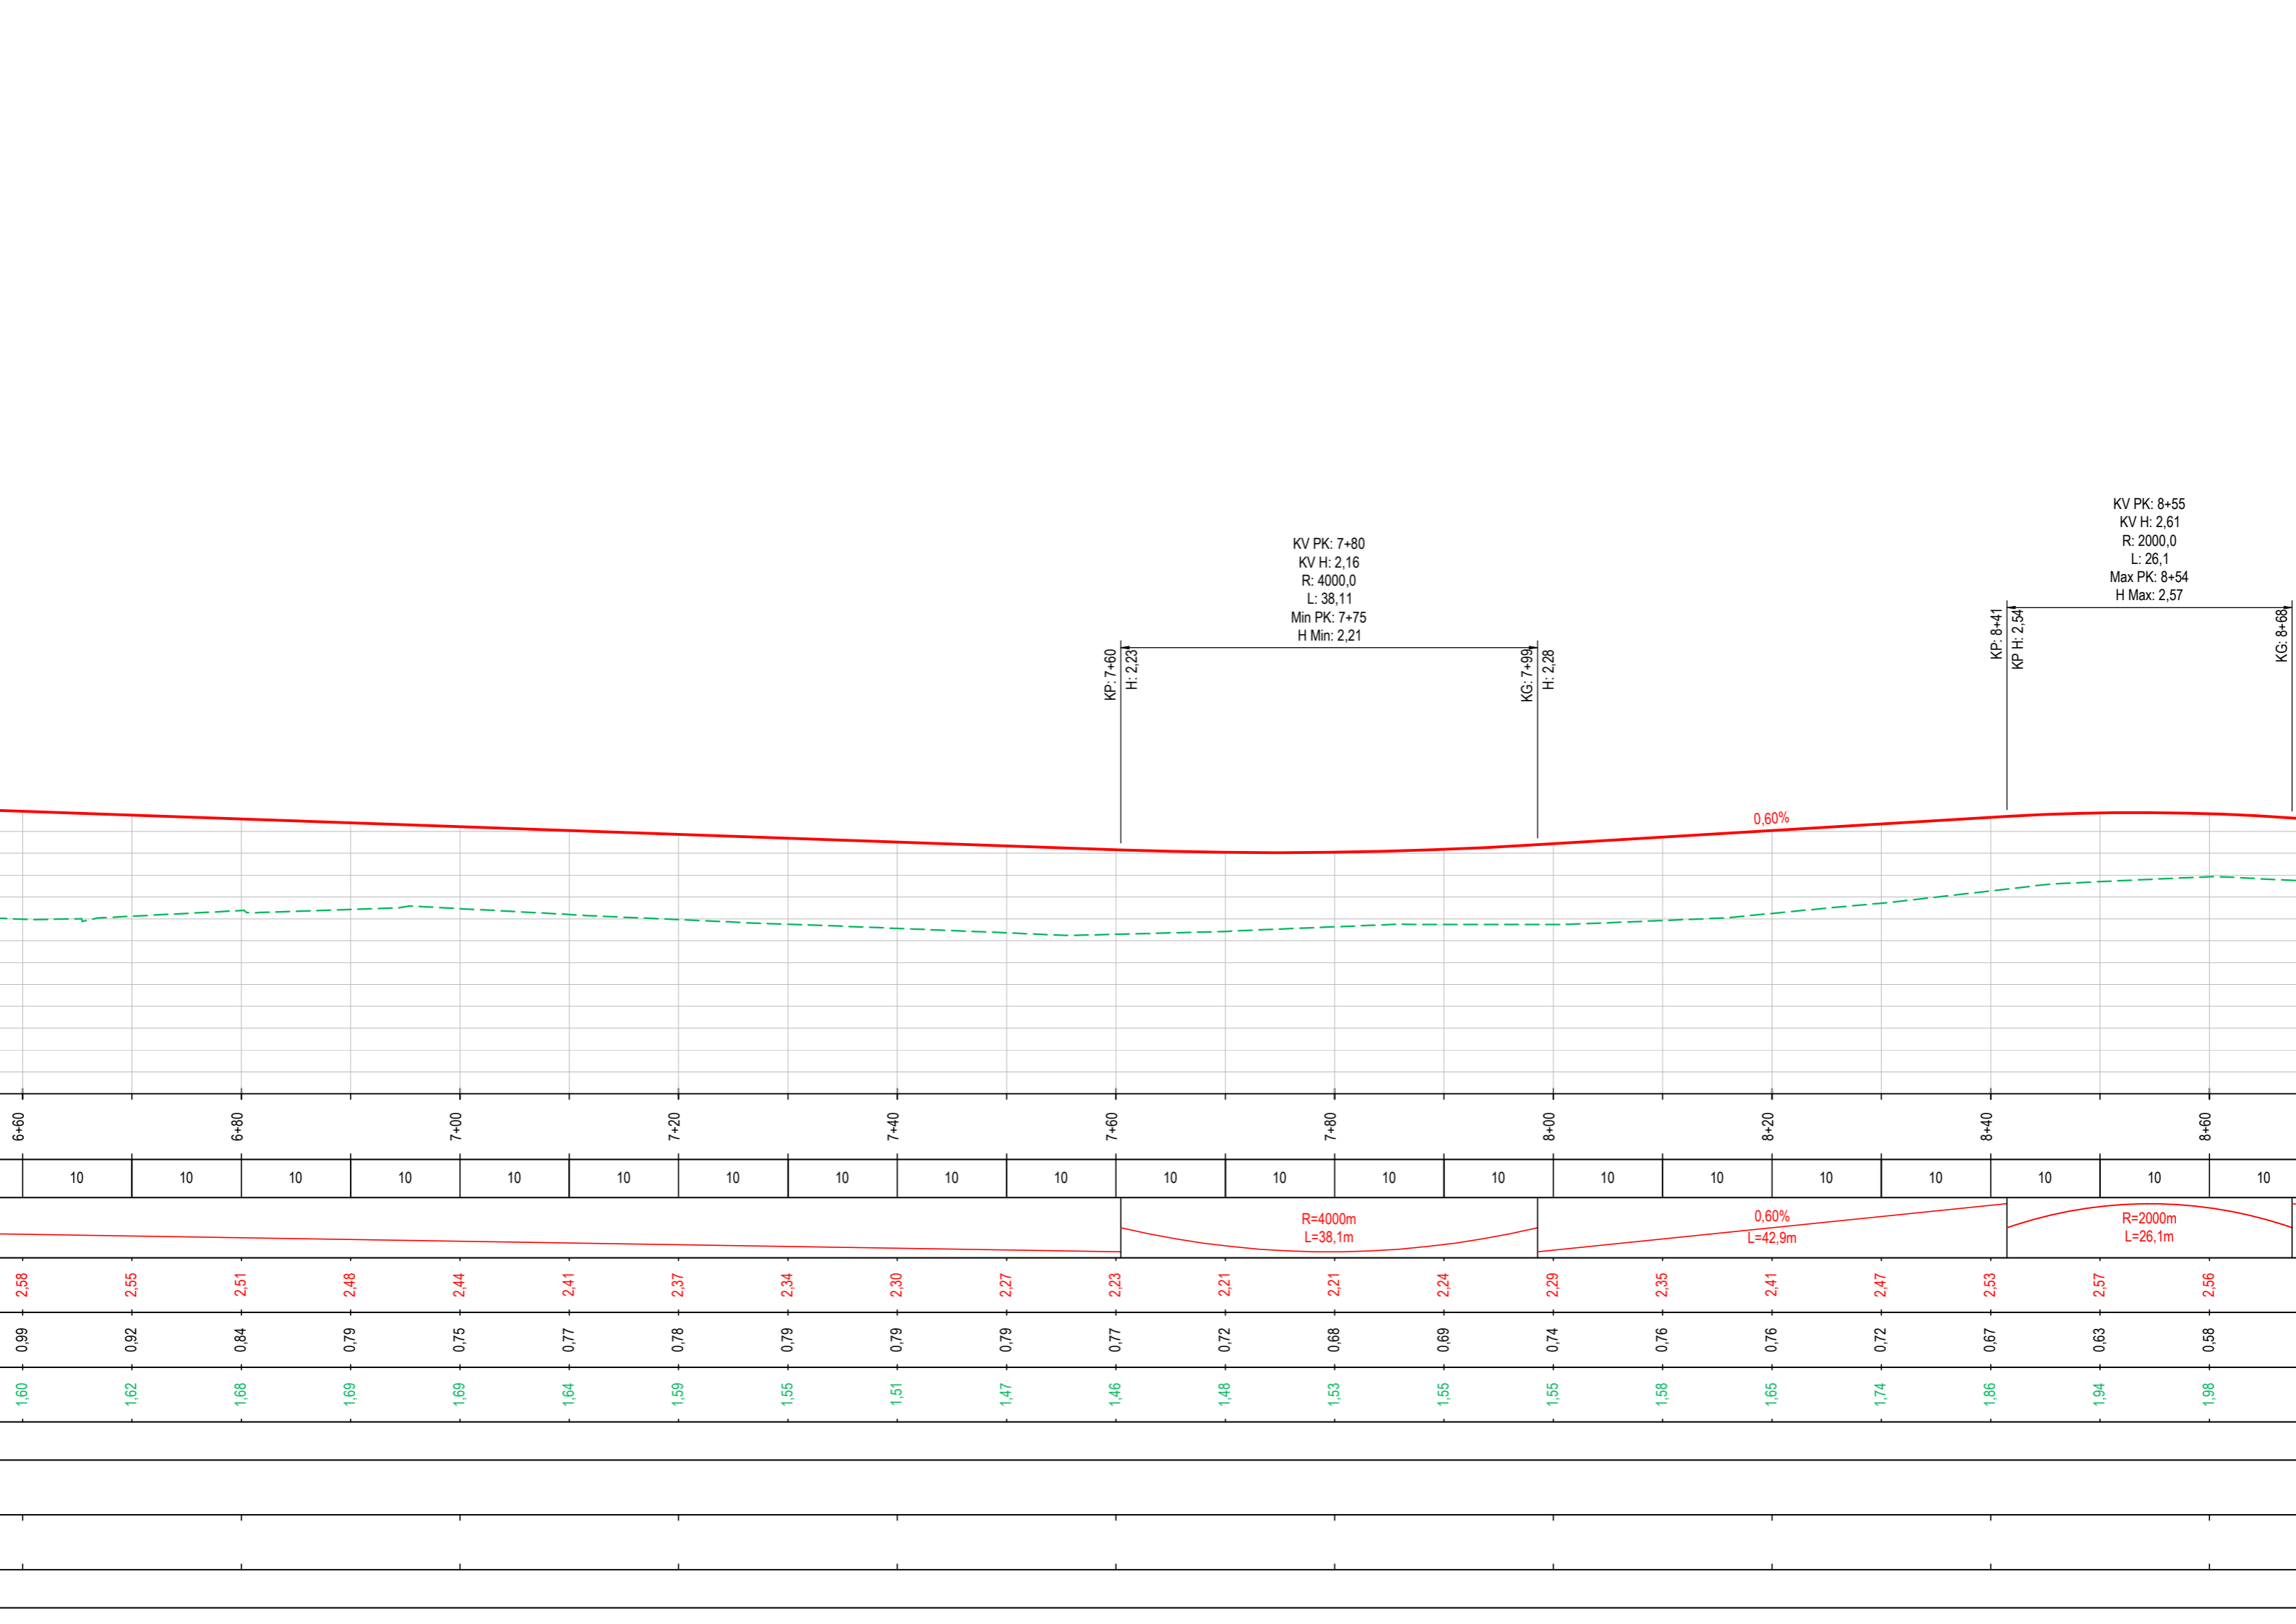 KV PK: 8+55
KV H: 2,61
R: 2000,0
L: 26,1
Max PK: 8+54
H Max: 2,57
KV PK: 7+80
KV H: 2,16
R: 4000,0
L: 38,11
Min PK: 7+75
H Min: 2,21
KP: 7+60
H: 2,23
KG: 7+99
H: 2,28
KP: 8+41
KP H: 2,54
KG: 8+68
0,60%
6+60 6+80 7+00 7+20 7+40 7+60 7+80 8+00 8+20 8+40 8+60
10 10 10 10 10 10 10 10 10 10 10 10 10 10 10 10 10 10 10 10 10
R=4000m
L=38,1m
0,60%
L=42,9m
R=2000m
L=26,1m
2,58 2,55 2,51 2,48 2,44 2,41 2,37 2,34 2,30 2,27 2,23 2,21 2,21 2,24 2,29 2,35 2,41 2,47 2,53 2,57 2,56
0,99 0,92 0,84 0,79 0,75 0,77 0,78 0,79 0,79 0,79 0,77 0,72 0,68 0,69 0,74 0,76 0,76 0,72 0,67 0,63 0,58
1,60 1,62 1,68 1,69 1,69 1,64 1,59 1,55 1,51 1,47 1,46 1,48 1,53 1,55 1,55 1,58 1,65 1,74 1,86 1,94 1,98